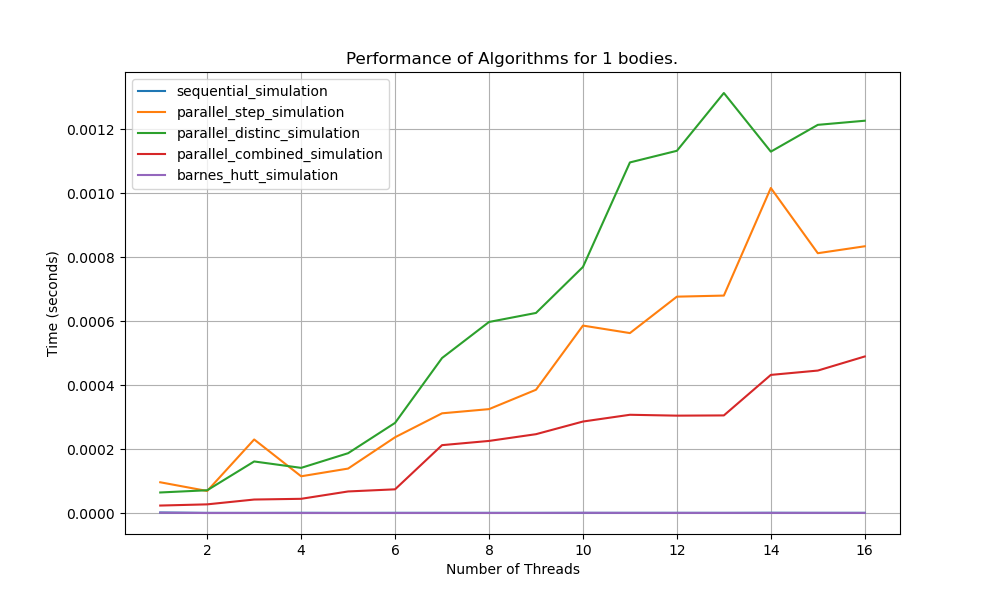 Performance of Algorithms for 1 bodies.
sequential_simulation
parallel_step_simulation
parallel_distinc_simulation
parallel_combined_simulation
barnes_hutt_simulation
Time (seconds)
0.0012
0.0010
0.0008
0.0006
0.0004
0.0002
0.0000
2 4 6 8 10 12 14 16
Number of Threads